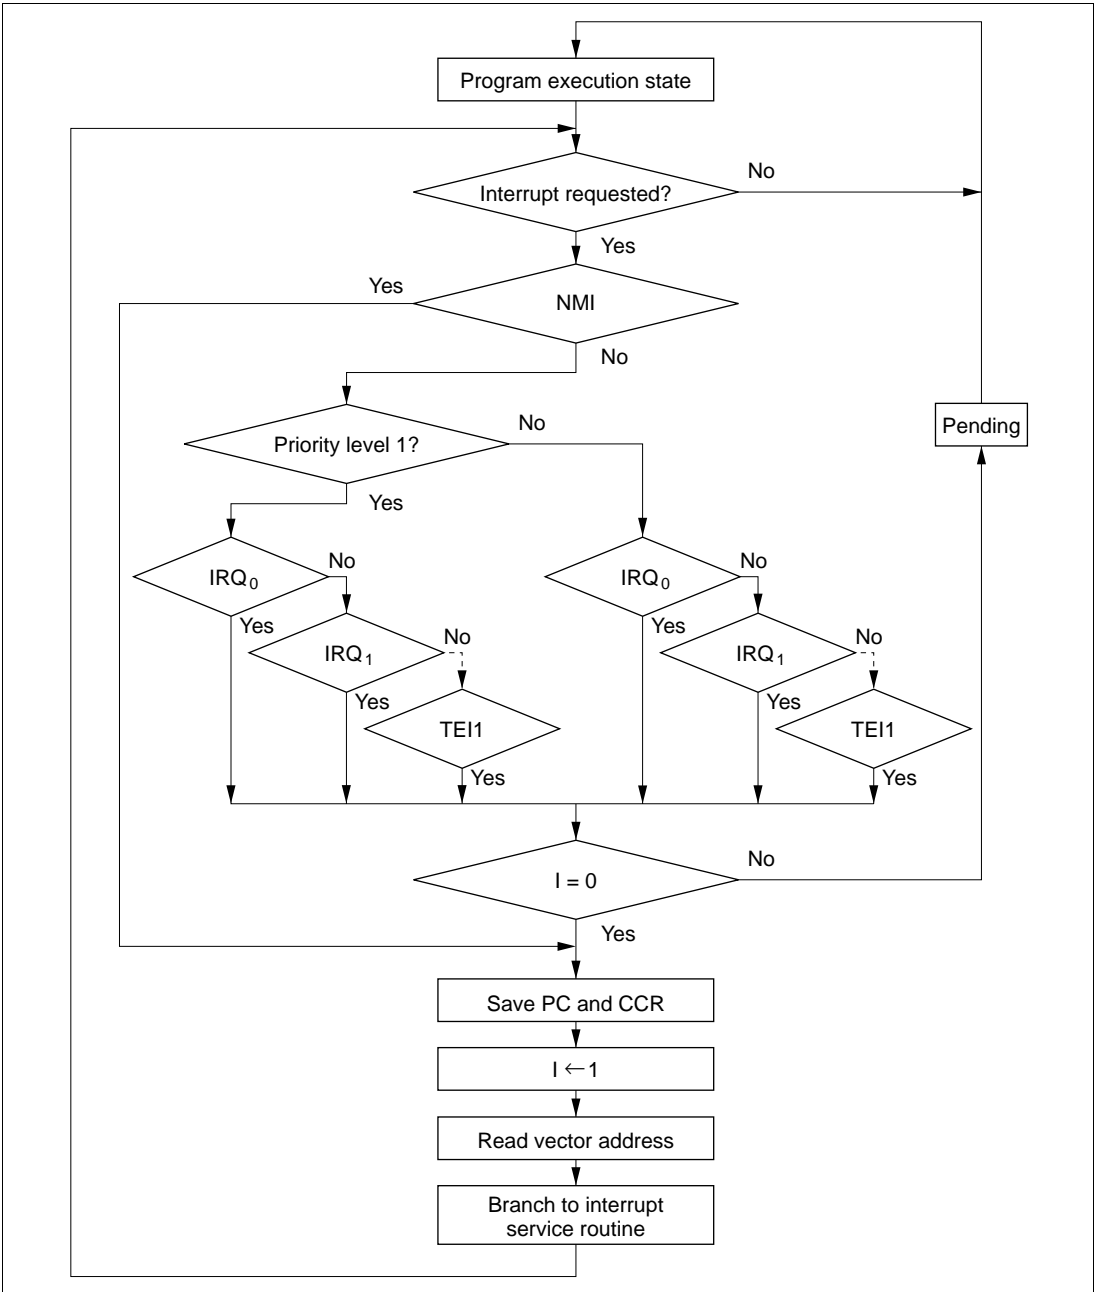 Program execution state
Interrupt requested?
No
Yes
Yes
NMI
No
Pending
Priority level 1?
No
Yes
IRQ0
No
IRQ0
No
Yes
IRQ1
No
Yes
IRQ1
No
Yes
TEI1
Yes
TEI1
Yes
Yes
I = 0
No
Yes
Save PC and CCR
I ←1
Read vector address
Branch to interrupt
service routine